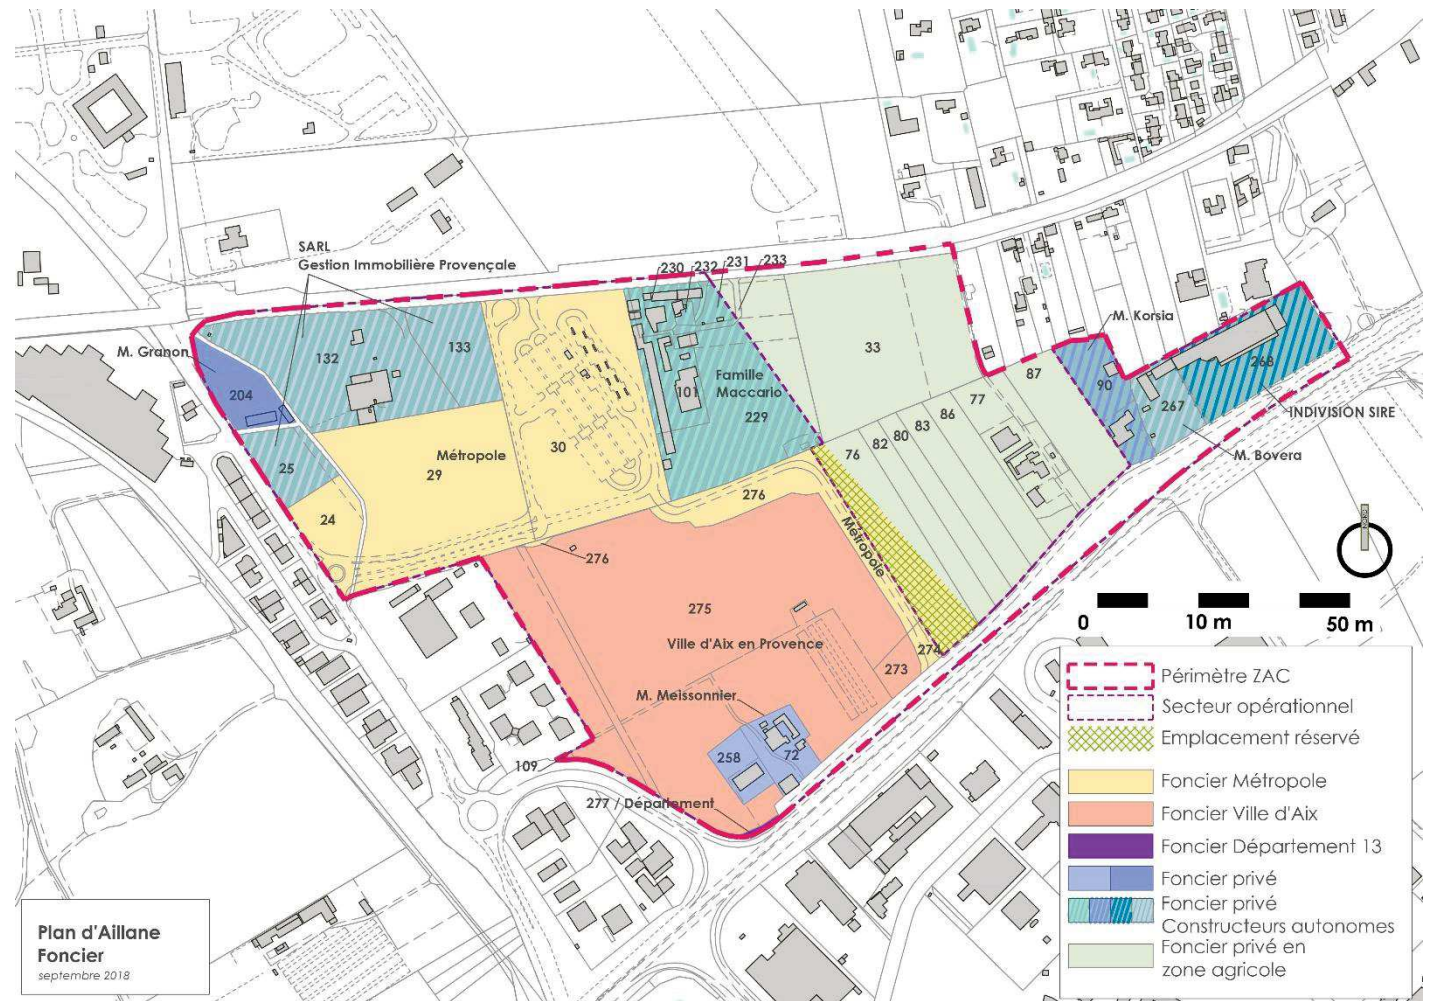 SARL
Gestion Immobilière Provençale
230
232
231
233
M. Korsia
M. Granon
132
133
33
87
204
101
Famille
Maccario
229
77
90
268
86
267
INDIVISION SIRE
83
80
82
76
M. Bovera
25
29
Métropole
30
24
276
276
Métropole
275
Ville d'Aix en Provence
274
273
M. Meissonnier
258
72
109
277 / Département
0
10 m
50 m
Périmètre ZAC
Secteur opérationnel
Emplacement réservé
Foncier Métropole
Foncier Ville d'Aix
Foncier Département 13
Foncier privé
Foncier privé
Constructeurs autonomes
Foncier privé en
zone agricole
Plan d'Aillane
Foncier
septembre 2018